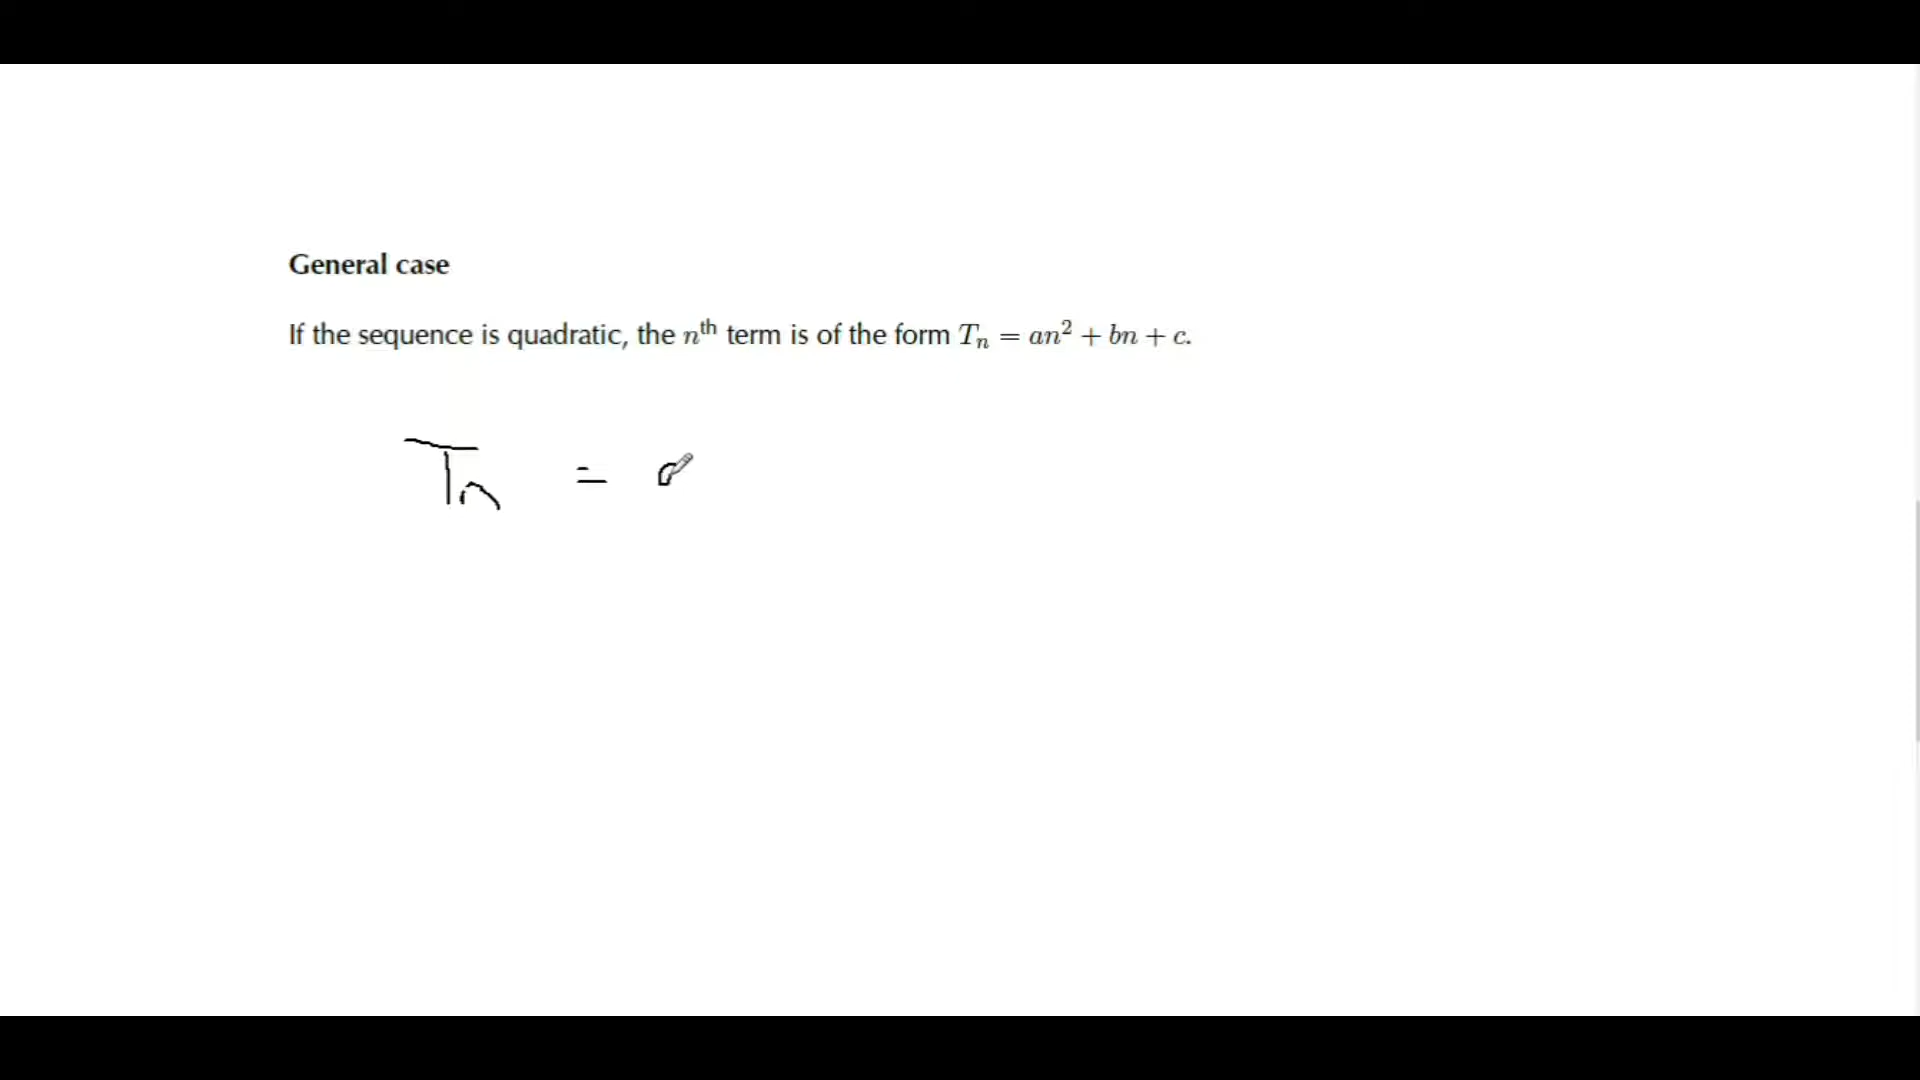 General case
If the sequence is quadratic, the nᵗʰ term is of the form Tₙ = an² + bn + c.
Tₙ = a